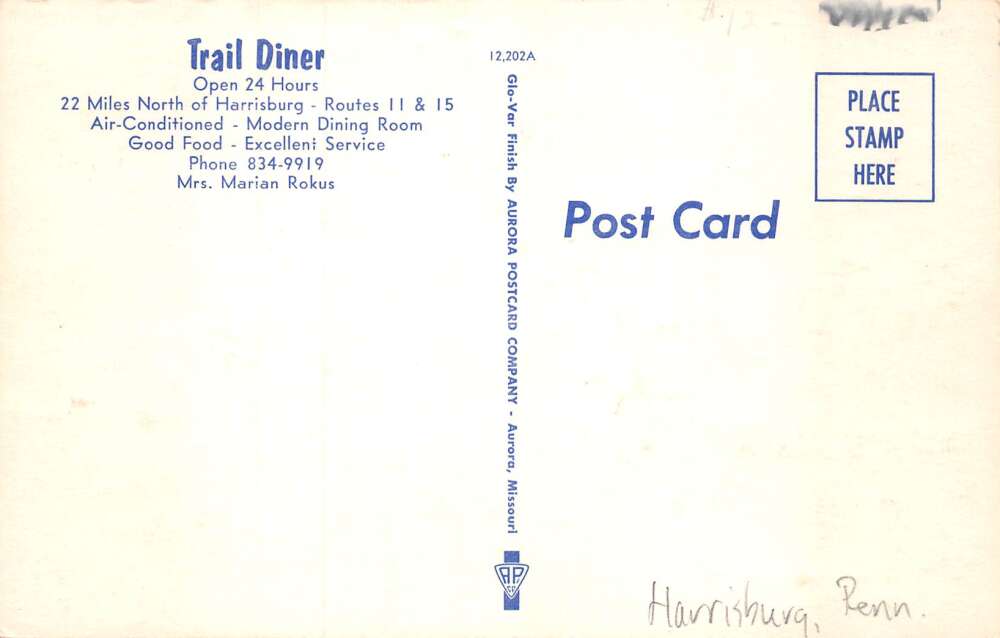 Trail Diner
Open 24 Hours
22 Miles North of Harrisburg - Routes 11 & 15
Air-Conditioned - Modern Dining Room
Good Food - Excellent Service
Phone 834-9919
Mrs. Marian Rokus
12,202A
Glo-Var Finish By AURORA POSTCARD COMPANY - Aurora, Missouri
PLACE
STAMP
HERE
Post Card
Harrisburg, Penn.